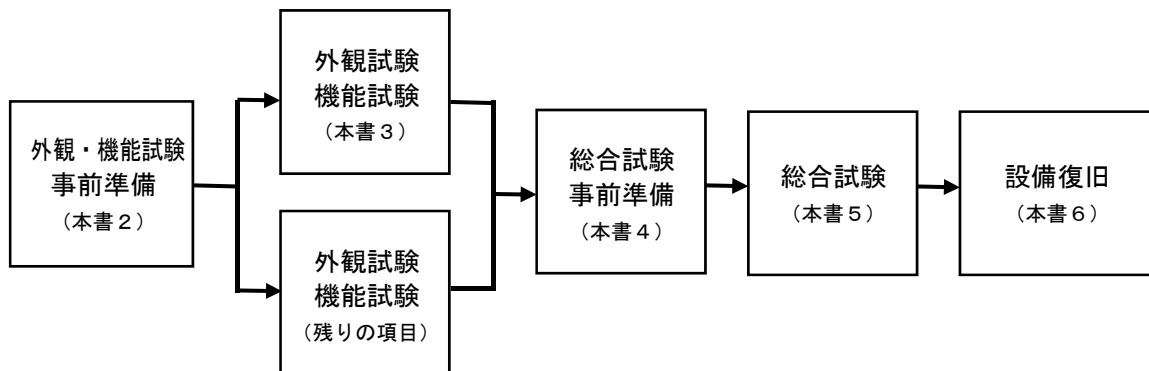 外観・機能試験
事前準備
（本書２）
外観試験
機能試験
（本書３）
外観試験
機能試験
（残りの項目）
総合試験
事前準備
（本書４）
総合試験
（本書５）
設備復旧
（本書６）